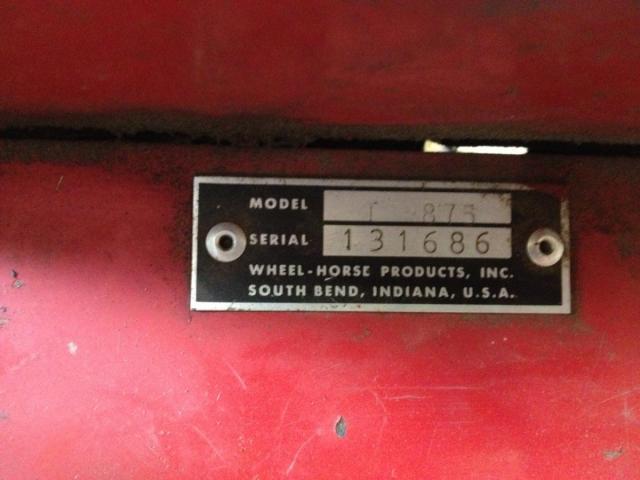 MODEL 875
SERIAL 131686
WHEEL-HORSE PRODUCTS, INC.
SOUTH BEND, INDIANA, U.S.A.